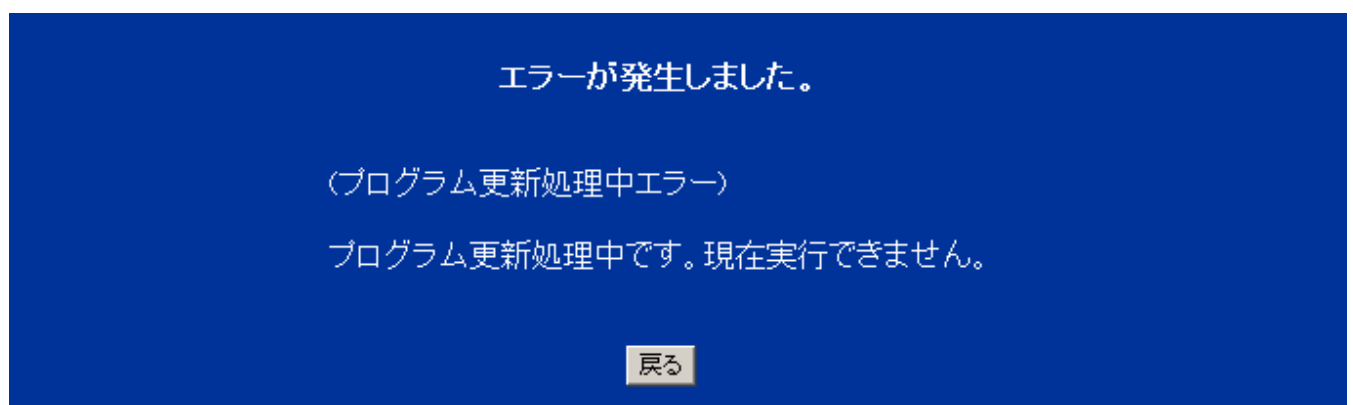 エラーが発生しました。
(プログラム更新処理中エラー)
プログラム更新処理中です。現在実行できません。
戻る